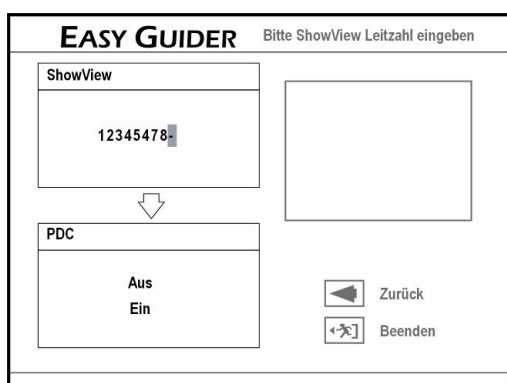 EASY GUIDER Bitte ShowView Leitzahl eingeben
ShowView
12345478-
PDC
Aus
Ein
Zurück
Beenden